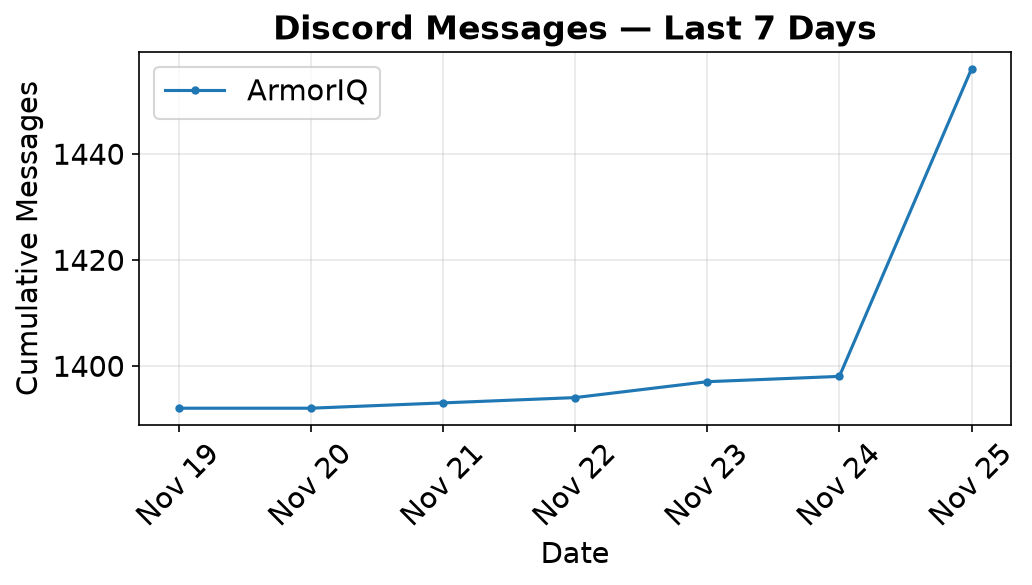 Discord Messages — Last 7 Days
ArmorIQ
Cumulative Messages
1440
1420
1400
Nov 19
Nov 20
Nov 21
Nov 22
Nov 23
Nov 24
Nov 25
Date